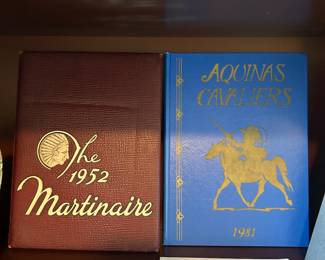 The
1952
Martinaire
AQUINAS
CAVALIERS
1981